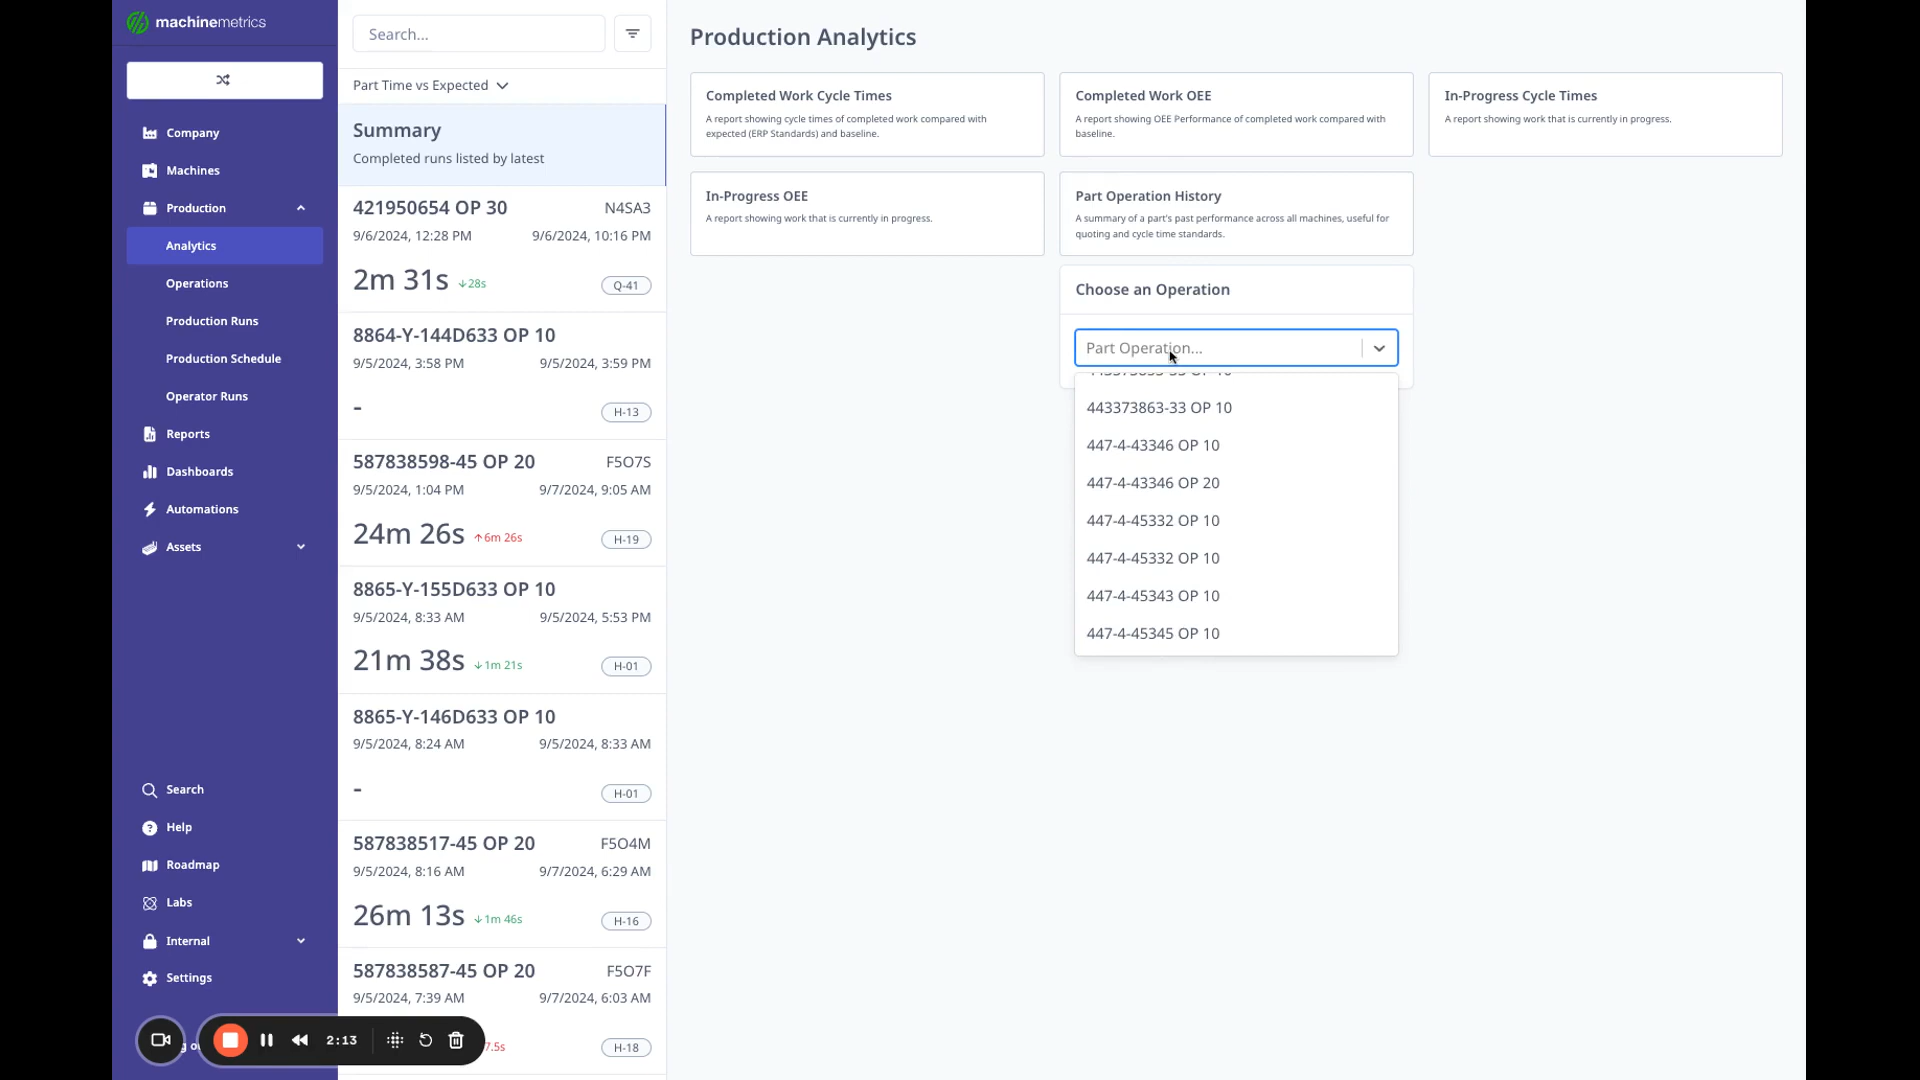 machinemetrics
Company
Machines
Production
Analytics
Operations
Production Runs
Production Schedule
Operator Runs
Reports
Dashboards
Automations
Assets
Search
Help
Roadmap
Labs
Internal
Settings
2:13
Search...
Part Time vs Expected
Summary
Completed runs listed by latest
421950654 OP 30 N4SA3
9/6/2024, 12:28 PM 9/6/2024, 10:16 PM
2m 31s ↓28s Q-41
8864-Y-144D633 OP 10
9/5/2024, 3:58 PM 9/5/2024, 3:59 PM
- H-13
587838598-45 OP 20 F5O7S
9/5/2024, 1:04 PM 9/7/2024, 9:05 AM
24m 26s ↑6m 26s H-19
8865-Y-155D633 OP 10
9/5/2024, 8:33 AM 9/5/2024, 5:53 PM
21m 38s ↓1m 21s H-01
8865-Y-146D633 OP 10
9/5/2024, 8:24 AM 9/5/2024, 8:33 AM
- H-01
587838517-45 OP 20 F5O4M
9/5/2024, 8:16 AM 9/7/2024, 6:29 AM
26m 13s ↓1m 46s H-16
587838587-45 OP 20 F5O7F
9/5/2024, 7:39 AM 9/7/2024, 6:03 AM
7.5s H-18
Production Analytics
Completed Work Cycle Times
A report showing cycle times of completed work compared with
expected (ERP Standards) and baseline.
Completed Work OEE
A report showing OEE Performance of completed work compared with
baseline.
In-Progress Cycle Times
A report showing work that is currently in progress.
In-Progress OEE
A report showing work that is currently in progress.
Part Operation History
A summary of a part's past performance across all machines, useful for
quoting and cycle time standards.
Choose an Operation
Part Operation...
443373863-33 OP 10
447-4-43346 OP 10
447-4-43346 OP 20
447-4-45332 OP 10
447-4-45332 OP 10
447-4-45343 OP 10
447-4-45345 OP 10